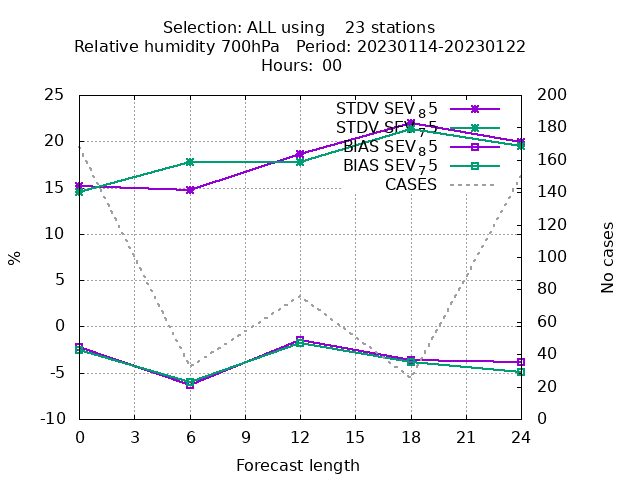 Selection: ALL using    23 stations
Relative humidity 700hPa   Period: 20230114-20230122
Hours: 00
25
20
15
10
5
0
-5
-10
%
200
180
160
140
120
100
80
60
40
20
0
No cases
STDV SEV₈5
STDV SEV₇5
BIAS SEV₈5
BIAS SEV₇5
CASES
0 3 6 9 12 15 18 21 24
Forecast length